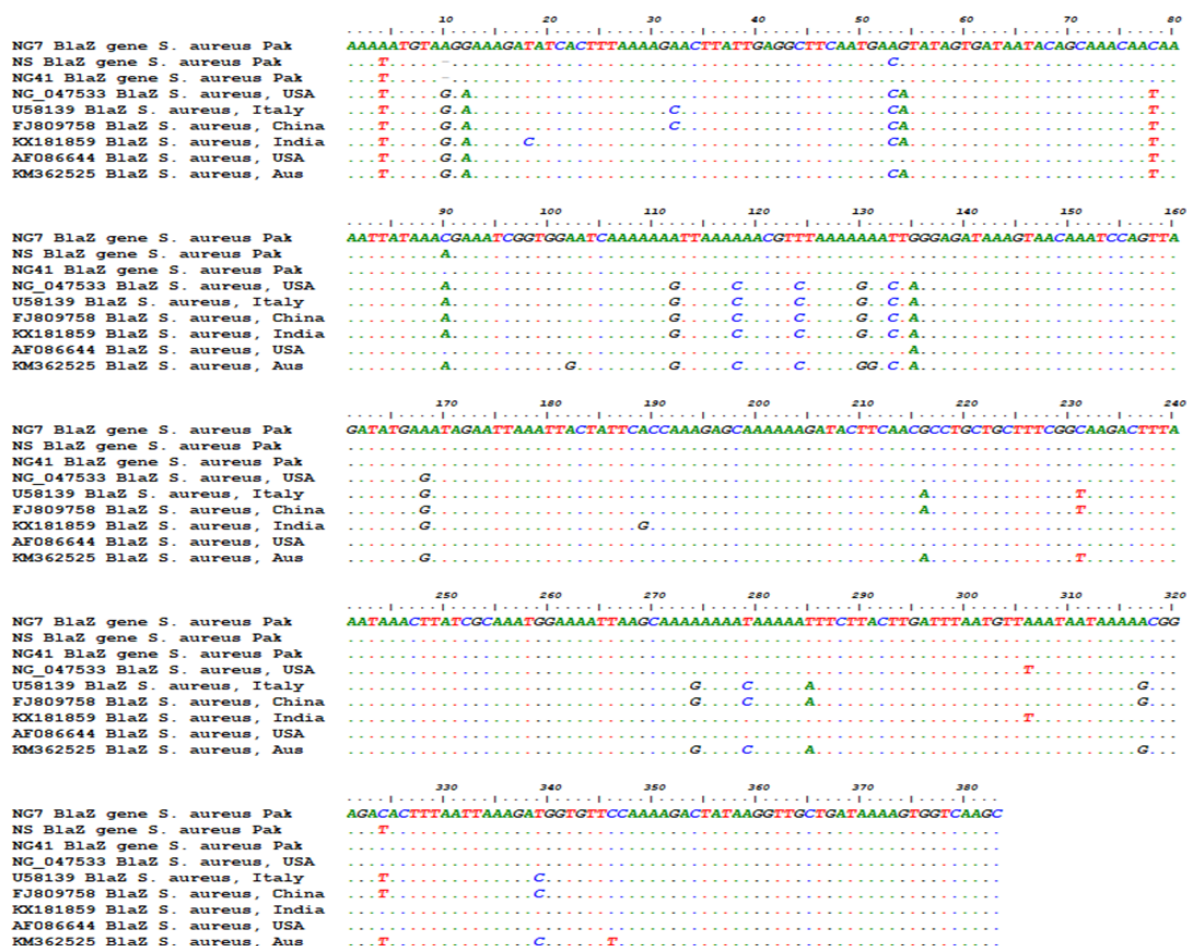 10 20 30 40 50 60 70 80
....|....|....|....|....|....|....|....|....|....|....|....|....|....|....|....|
NG7 BlaZ gene S. aureus Pak AAAAATGTAAGGAAAGATATCACTTTAAAAGAACTTATTGAGGCTTCAATGAAGTATAGTGATAATACAGCAAACAACAA
NS BlaZ gene S. aureus Pak ...T.....-..........................................C...........................
NG41 BlaZ gene S. aureus Pak ...T.....-......................................................................
NG_047533 BlaZ S. aureus, USA ...T.....G.A........................................CA.......................T..
U58139 BlaZ S. aureus, Italy ...T.....G.A...................C....................CA.......................T..
FJ809758 BlaZ S. aureus, China ...T.....G.A...................C....................CA.......................T..
KX181859 BlaZ S. aureus, India ...T.....G.A.....C..................................CA.......................T..
AF086644 BlaZ S. aureus, USA ...T.....G.A.................................................................T..
KM362525 BlaZ S. aureus, Aus ...T.....G.A........................................CA.......................T..
90 100 110 120 130 140 150 160
....|....|....|....|....|....|....|....|....|....|....|....|....|....|....|....|
NG7 BlaZ gene S. aureus Pak AATTATAAACGAAATCGGTGGAATCAAAAAAATTAAAAAACGTTTAAAAAAATTGGGAGATAAAGTAACAAATCCAGTTA
NS BlaZ gene S. aureus Pak .........A......................................................................
NG41 BlaZ gene S. aureus Pak ................................................................................
NG_047533 BlaZ S. aureus, USA .........A.....................G.....C.....C.....G..C.A.........................
U58139 BlaZ S. aureus, Italy .........A.....................G.....C.....C.....G..C.A.........................
FJ809758 BlaZ S. aureus, China .........A.....................G.....C.....C.....G..C.A.........................
KX181859 BlaZ S. aureus, India .........A.....................G.....C.....C.....G..C.A.........................
AF086644 BlaZ S. aureus, USA ......................................................A.........................
KM362525 BlaZ S. aureus, Aus .........A...........G.........G.....C.....C.....GG.C.A.........................
170 180 190 200 210 220 230 240
....|....|....|....|....|....|....|....|....|....|....|....|....|....|....|....|
NG7 BlaZ gene S. aureus Pak GATATGAAATAGAATTAAATTACTATTCACCAAAGAGCAAAAAAGATACTTCAACGCCTGCTGCTTTCGGCAAGACTTTA
NS BlaZ gene S. aureus Pak ................................................................................
NG41 BlaZ gene S. aureus Pak ................................................................................
NG_047533 BlaZ S. aureus, USA .......G........................................................................
U58139 BlaZ S. aureus, Italy .......G...............................................A..............T.........
FJ809758 BlaZ S. aureus, China .......G...............................................A..............T.........
KX181859 BlaZ S. aureus, India .......G....................G...................................................
AF086644 BlaZ S. aureus, USA ................................................................................
KM362525 BlaZ S. aureus, Aus .......G...............................................A..............T.........
250 260 270 280 290 300 310 320
....|....|....|....|....|....|....|....|....|....|....|....|....|....|....|....|
NG7 BlaZ gene S. aureus Pak AATAAACTTATCGCAAATGGAAAATTAAGCAAAAAAAATAAAAATTTCTTACTTGATTTAATGTTAAATAATAAAAACGG
NS BlaZ gene S. aureus Pak ................................................................................
NG41 BlaZ gene S. aureus Pak ................................................................................
NG_047533 BlaZ S. aureus, USA .................................................................T..............
U58139 BlaZ S. aureus, Italy .................................G....C.....A...............................G...
FJ809758 BlaZ S. aureus, China .................................G....C.....A...............................G...
KX181859 BlaZ S. aureus, India .................................................................T..............
AF086644 BlaZ S. aureus, USA ................................................................................
KM362525 BlaZ S. aureus, Aus .................................G....C.....A...............................G...
330 340 350 360 370 380
....|....|....|....|....|....|....|....|....|....|....|....|...
NG7 BlaZ gene S. aureus Pak AGACACTTTAATTAAAGATGGTGTTCCAAAAGACTATAAGGTTGCTGATAAAAGTGGTCAAGC
NS BlaZ gene S. aureus Pak ...T...........................................................
NG41 BlaZ gene S. aureus Pak ...............................................................
NG_047533 BlaZ S. aureus, USA ...............................................................
U58139 BlaZ S. aureus, Italy ...T..............C............................................
FJ809758 BlaZ S. aureus, China ...T..............C............................................
KX181859 BlaZ S. aureus, India ...............................................................
AF086644 BlaZ S. aureus, USA ...............................................................
KM362525 BlaZ S. aureus, Aus ...T..............C......T.....................................